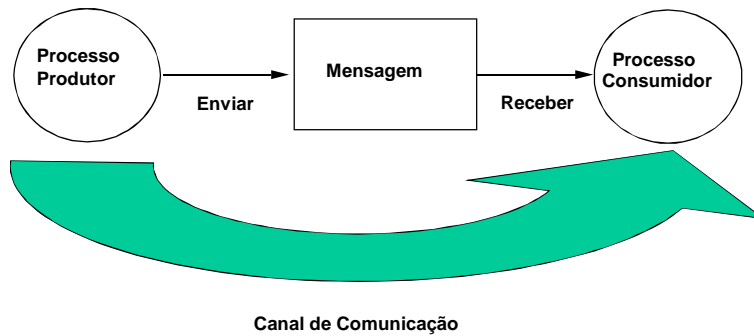 Processo
Produtor
Enviar
Mensagem
Receber
Processo
Consumidor
Canal de Comunicação